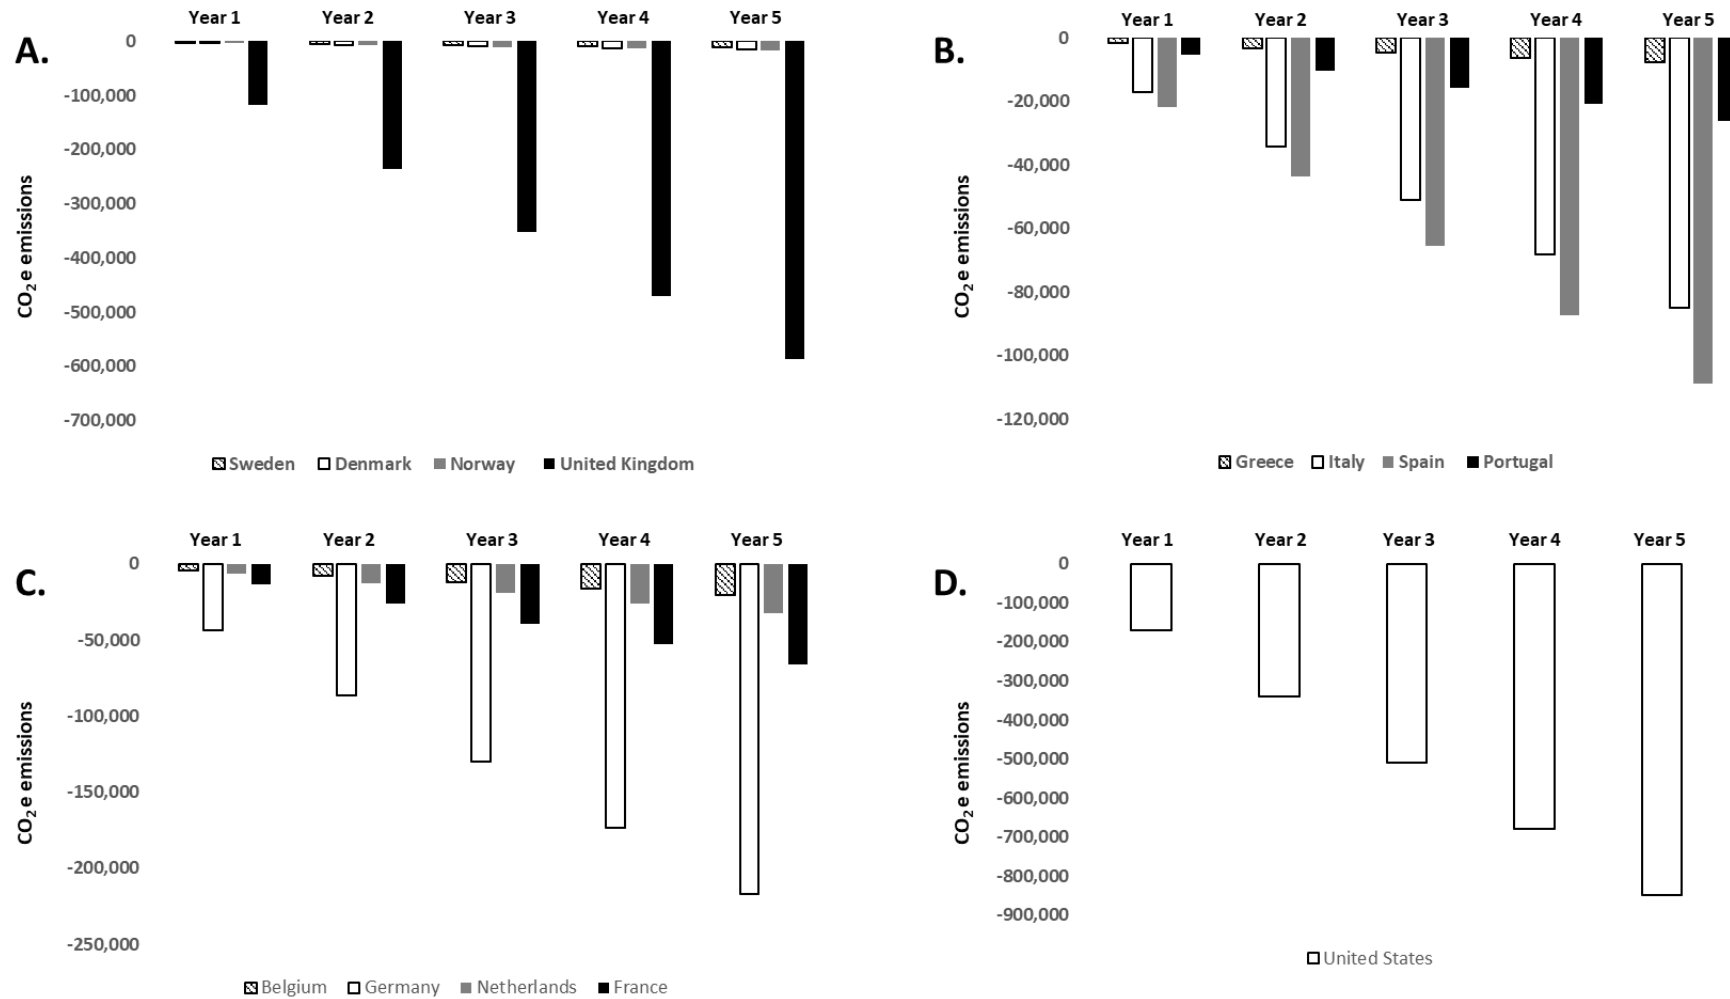 A.
Year 1 Year 2 Year 3 Year 4 Year 5
0
-100,000
-200,000
-300,000
-400,000
-500,000
-600,000
-700,000
CO2 e emissions
Sweden Denmark Norway United Kingdom
B.
Year 1 Year 2 Year 3 Year 4 Year 5
0
-20,000
-40,000
-60,000
-80,000
-100,000
-120,000
CO2 e emissions
Greece Italy Spain Portugal
C.
Year 1 Year 2 Year 3 Year 4 Year 5
0
-50,000
-100,000
-150,000
-200,000
-250,000
CO2 e emissions
Belgium Germany Netherlands France
D.
Year 1 Year 2 Year 3 Year 4 Year 5
0
-100,000
-200,000
-300,000
-400,000
-500,000
-600,000
-700,000
-800,000
-900,000
CO2 e emissions
United States